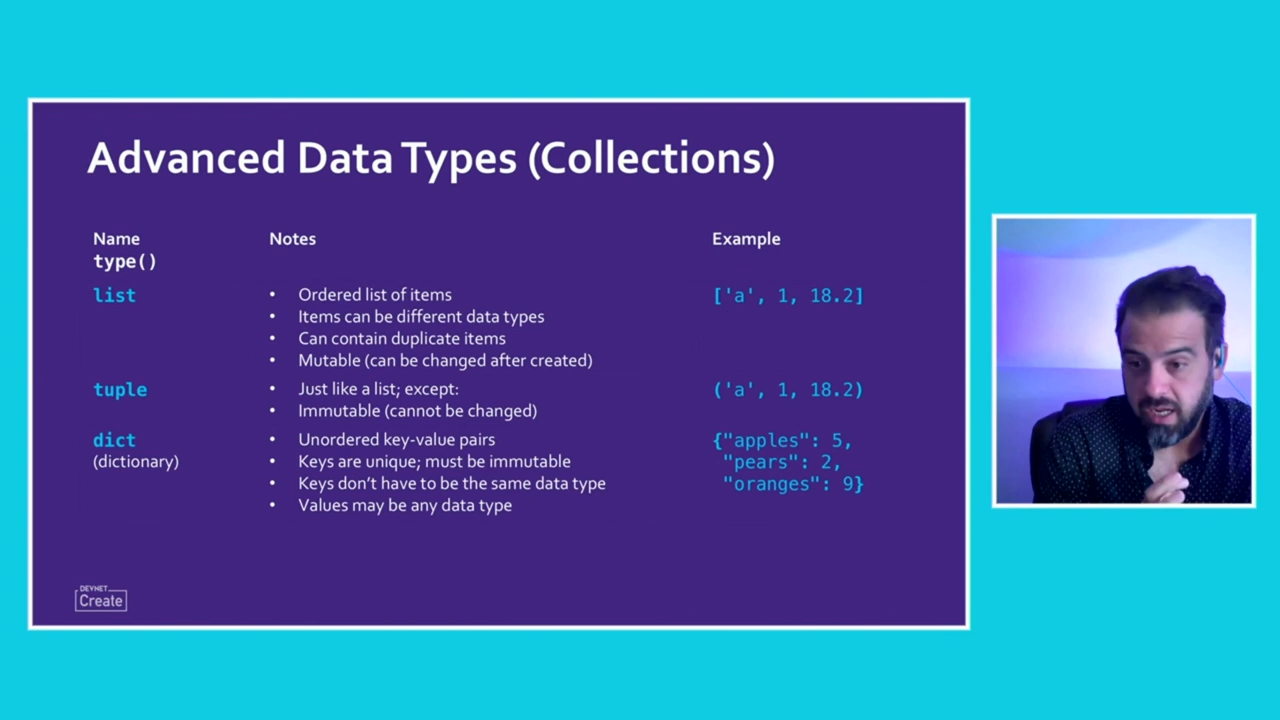 Advanced Data Types (Collections)
Name
type()
Notes
Example
list
• Ordered list of items
• Items can be different data types
• Can contain duplicate items
• Mutable (can be changed after created)
['a', 1, 18.2]
tuple
• Just like a list; except:
• Immutable (cannot be changed)
('a', 1, 18.2)
dict
(dictionary)
• Unordered key-value pairs
• Keys are unique; must be immutable
• Keys don’t have to be the same data type
• Values may be any data type
{"apples": 5,
"pears": 2,
"oranges": 9}
DEVNET
Create